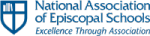 National Association
of Episcopal Schools
Excellence Through Association